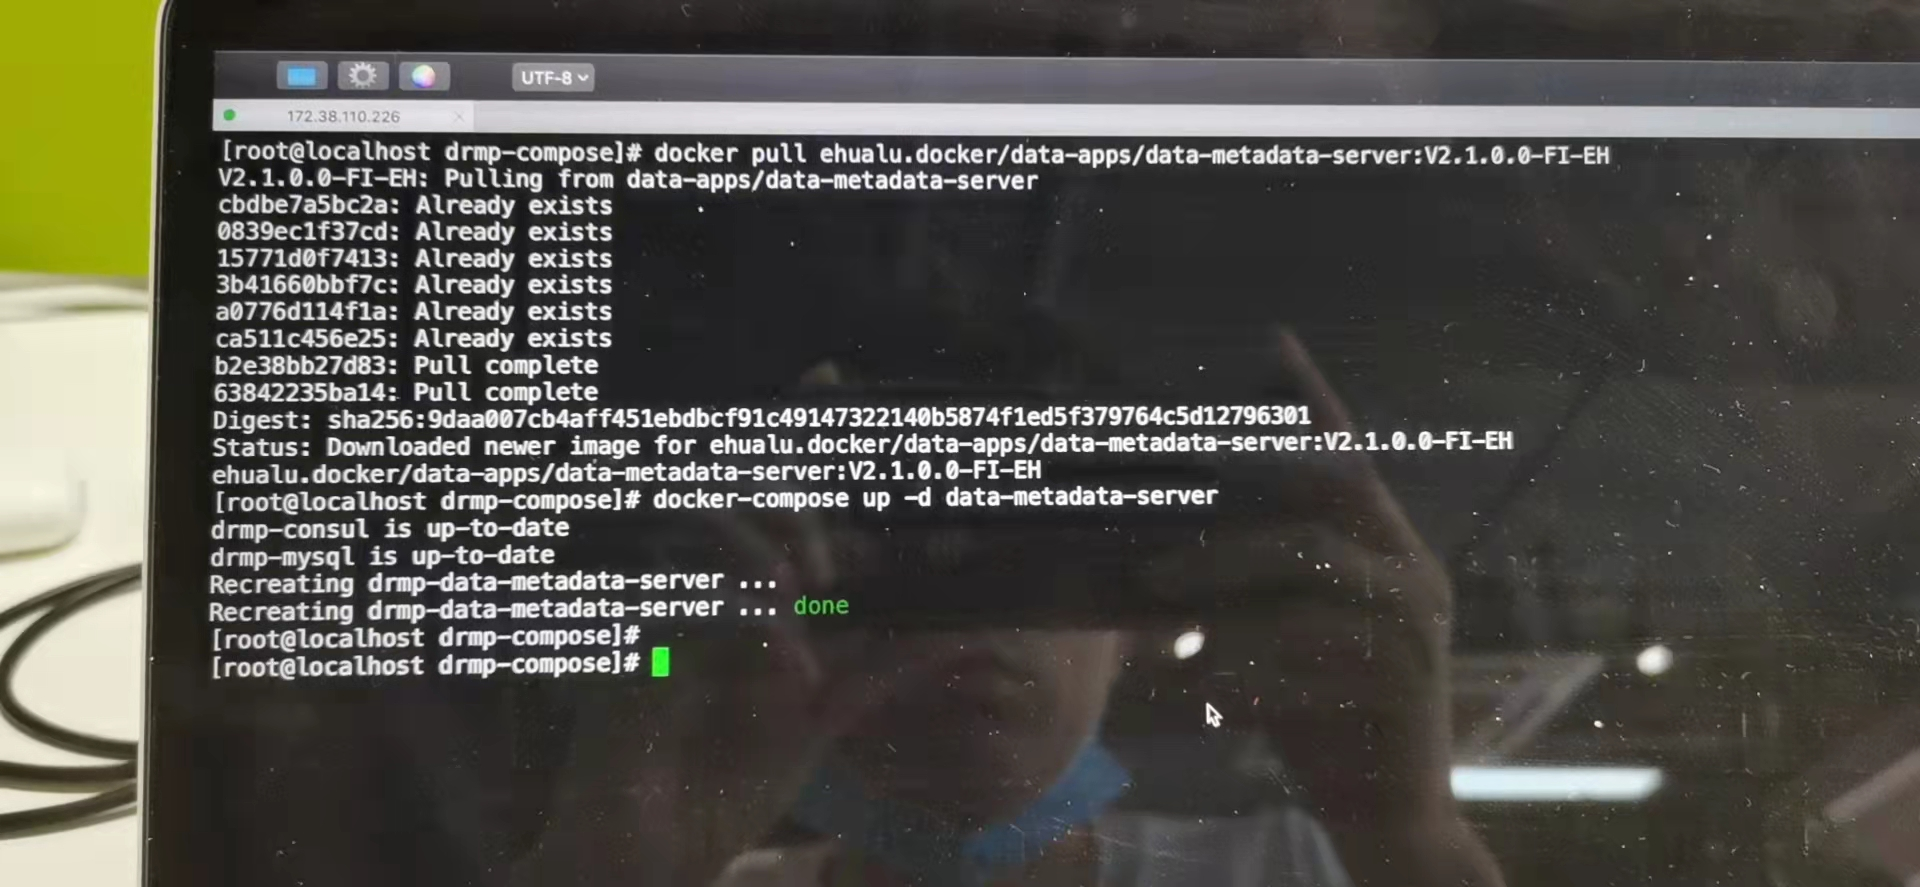 UTF-8
172.38.110.226
[root@localhost drmp-compose]# docker pull ehualu.docker/data-apps/data-metadata-server:V2.1.0.0-FI-EH
V2.1.0.0-FI-EH: Pulling from data-apps/data-metadata-server
cbdbe7a5bc2a: Already exists
0839ec1f37cd: Already exists
15771d0f7413: Already exists
3b41660bbf7c: Already exists
a0776d114f1a: Already exists
ca511c456e25: Already exists
b2e38bb27d83: Pull complete
63842235ba14: Pull complete
Digest: sha256:9daa007cb4aff451ebdbcf91c49147322140b5874f1ed5f379764c5d12796301
Status: Downloaded newer image for ehualu.docker/data-apps/data-metadata-server:V2.1.0.0-FI-EH
ehualu.docker/data-apps/data-metadata-server:V2.1.0.0-FI-EH
[root@localhost drmp-compose]# docker-compose up -d data-metadata-server
drmp-consul is up-to-date
drmp-mysql is up-to-date
Recreating drmp-data-metadata-server ...
Recreating drmp-data-metadata-server ... done
[root@localhost drmp-compose]#
[root@localhost drmp-compose]#